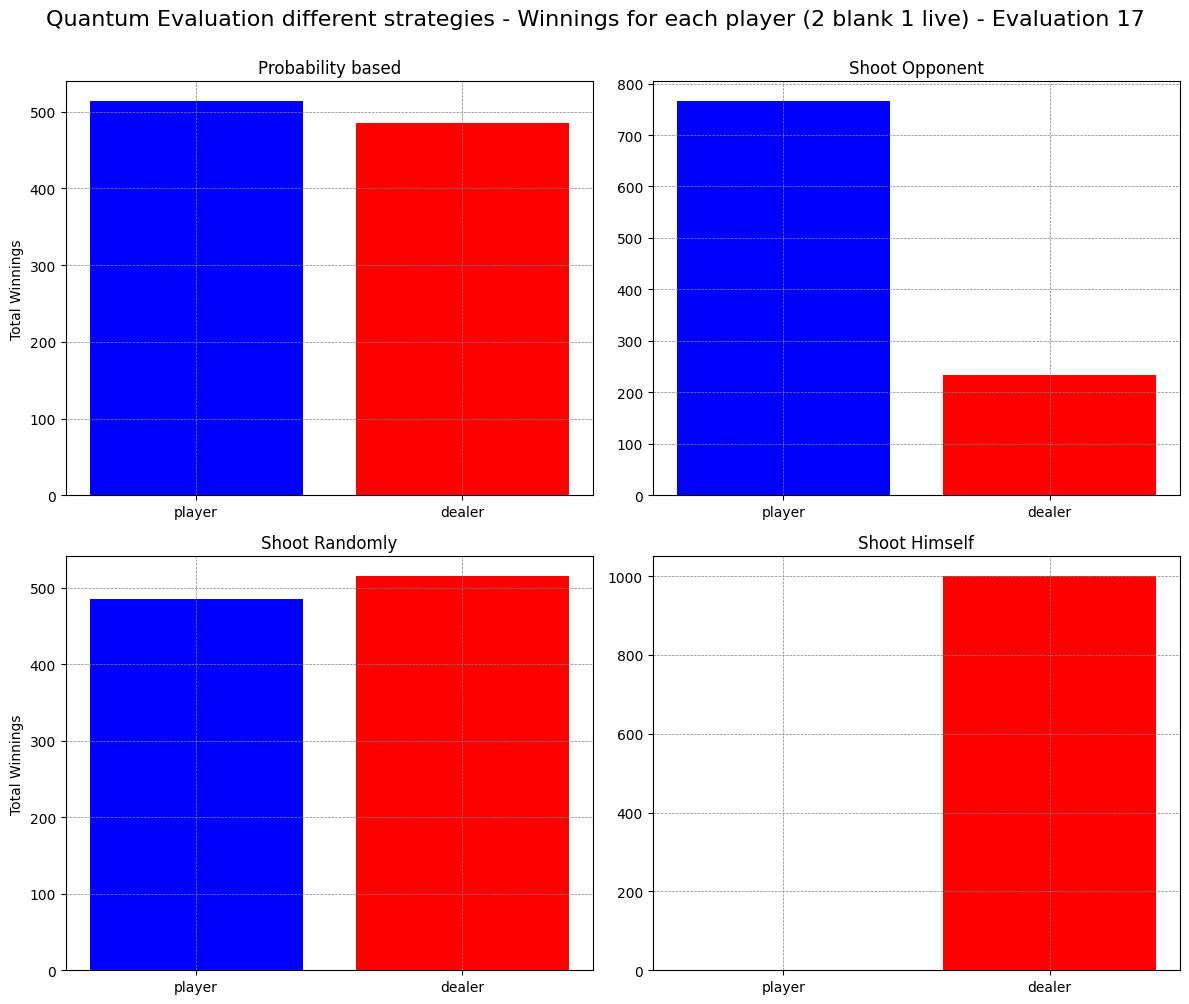 Quantum Evaluation different strategies - Winnings for each player (2 blank 1 live) - Evaluation 17
Probability based
Total Winnings
500
400
300
200
100
0
player dealer
Shoot Opponent
800
700
600
500
400
300
200
100
0
player dealer
Shoot Randomly
Total Winnings
500
400
300
200
100
0
player dealer
Shoot Himself
1000
800
600
400
200
0
player dealer